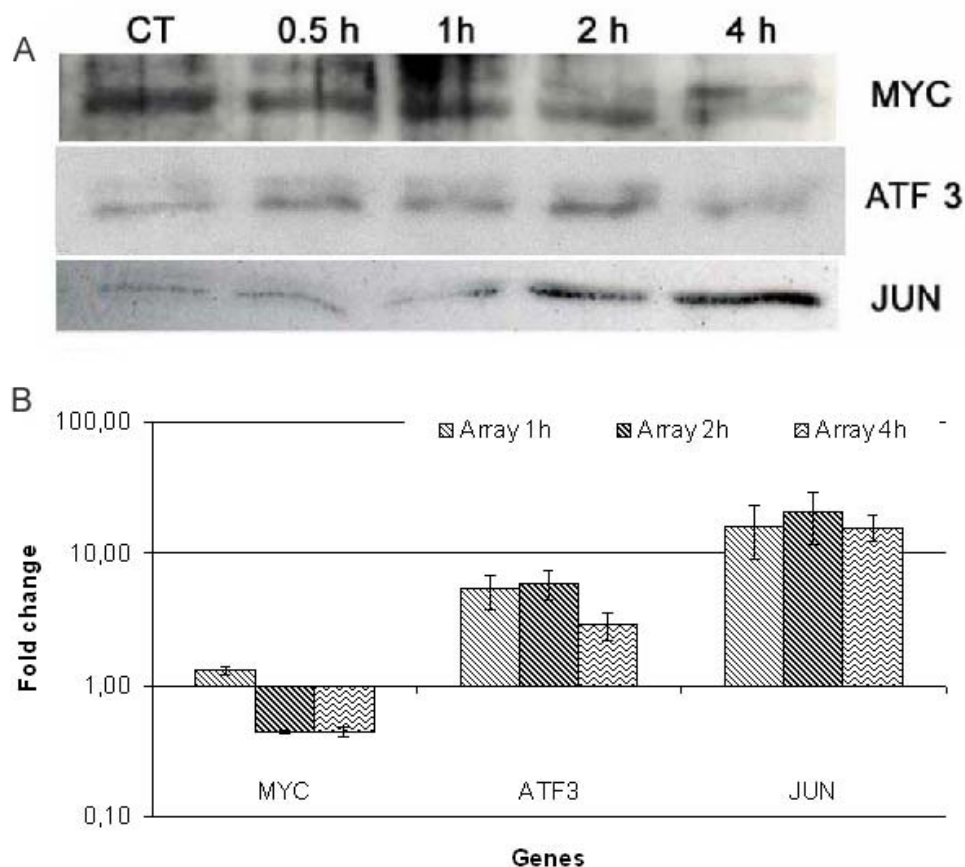 A
CT 0.5 h 1h 2 h 4 h
MYC
ATF 3
JUN
B
100,00
10,00
1,00
0,10
Fold change
Array 1h Array 2h Array 4h
MYC ATF3 JUN
Genes